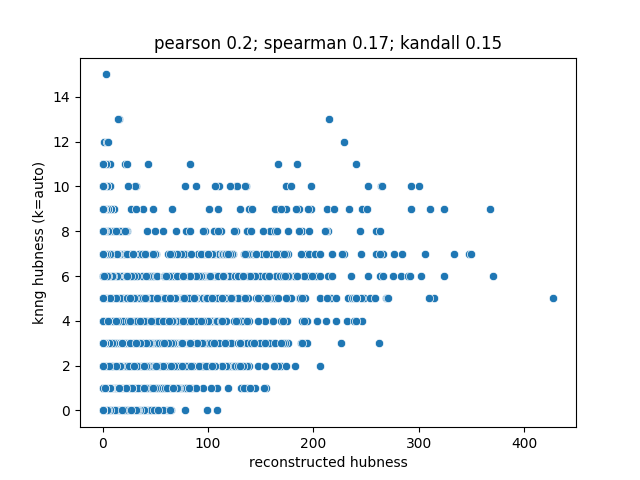 pearson 0.2; spearman 0.17; kandall 0.15
14
12
10
8
6
4
2
0
knng hubness (k=auto)
0 100 200 300 400
reconstructed hubness